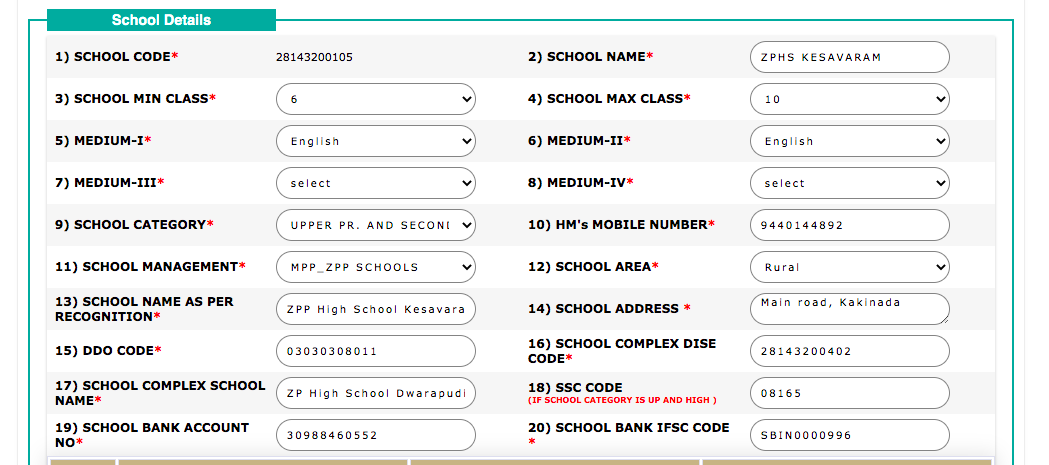 School Details
1) SCHOOL CODE* 28143200105 2) SCHOOL NAME* ZPHS KESAVARAM
3) SCHOOL MIN CLASS* 6 4) SCHOOL MAX CLASS* 10
5) MEDIUM-I* English 6) MEDIUM-II* English
7) MEDIUM-III* select 8) MEDIUM-IV* select
9) SCHOOL CATEGORY* UPPER PR. AND SECOND 10) HM's MOBILE NUMBER* 9440144892
11) SCHOOL MANAGEMENT* MPP_ZPP SCHOOLS 12) SCHOOL AREA* Rural
13) SCHOOL NAME AS PER
RECOGNITION* ZPP High School Kesavara 14) SCHOOL ADDRESS * Main road, Kakinada
15) DDO CODE* 03030308011 16) SCHOOL COMPLEX DISE
CODE* 28143200402
17) SCHOOL COMPLEX SCHOOL
NAME* ZP High School Dwarapudi 18) SSC CODE
(IF SCHOOL CATEGORY IS UP AND HIGH ) 08165
19) SCHOOL BANK ACCOUNT
NO* 30988460552 20) SCHOOL BANK IFSC CODE
* SBIN0000996